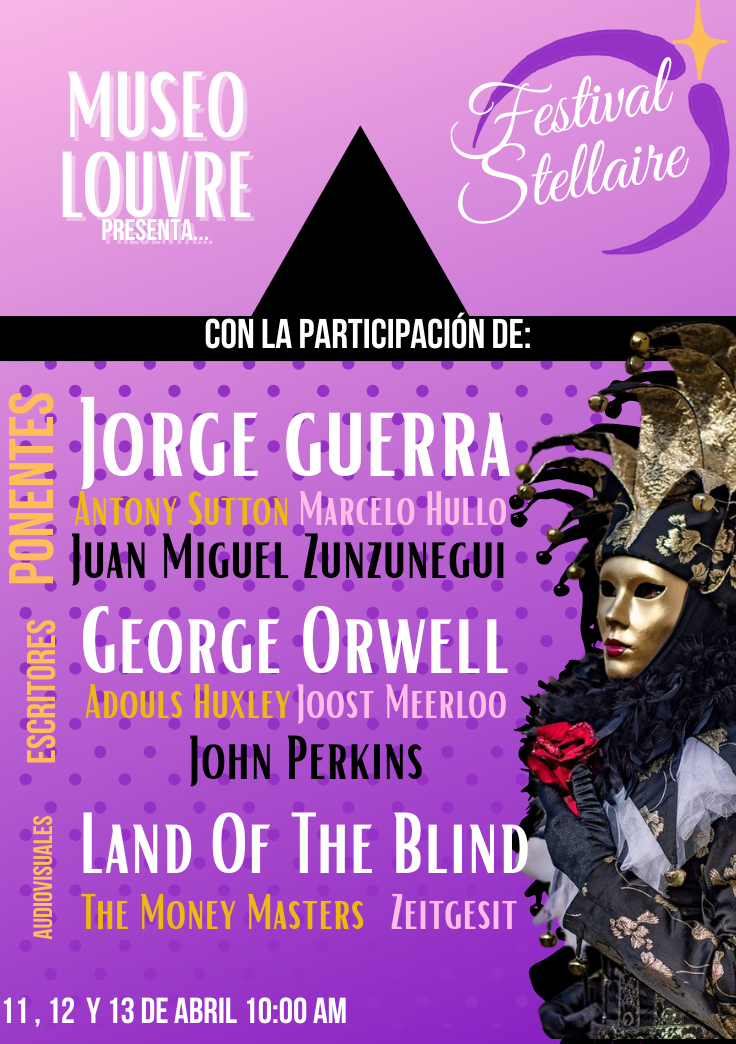 MUSEO
LOUVRE
PRESENTA...
Festival
Stellaire
CON LA PARTICIPACIÓN DE:
PONENTES
JORGE GUERRA
ANTONY SUTTON MARCELO HULLO
JUAN MIGUEL ZUNZUNEGUI
ESCRITORES
GEORGE ORWELL
ADOULS HUXLEY JOOST MEERLOO
JOHN PERKINS
AUDIOVISUALES
LAND OF THE BLIND
THE MONEY MASTERS ZEITGESIT
11 , 12 Y 13 DE ABRIL 10:00 AM